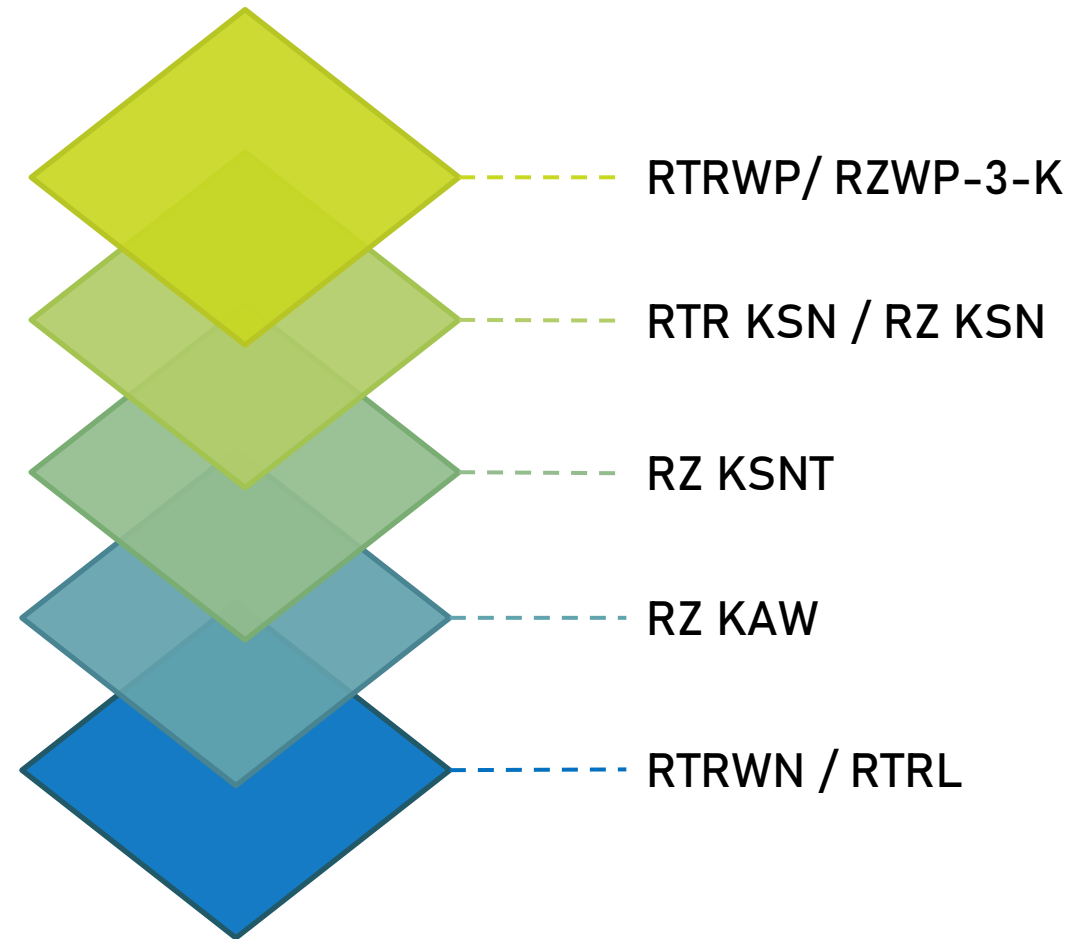 RTRWP/ RZWP-3-K
RTR KSN / RZ KSN
RZ KSNT
RZ KAW
RTRWN / RTRL